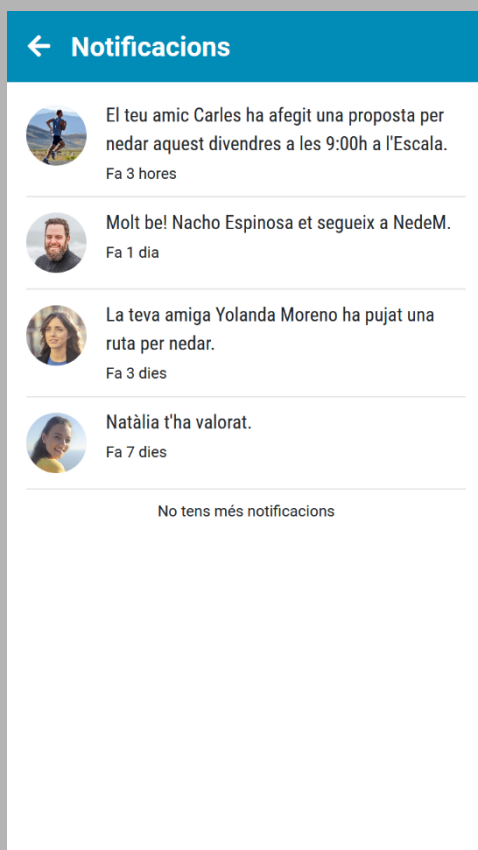 Notificacions
El teu amic Carles ha afegit una proposta per
nedar aquest divendres a les 9:00h a l'Escala.
Fa 3 hores
Molt be! Nacho Espinosa et segueix a NedeM.
Fa 1 dia
La teva amiga Yolanda Moreno ha pujat una
ruta per nedar.
Fa 3 dies
Natàlia t'ha valorat.
Fa 7 dies
No tens més notificacions